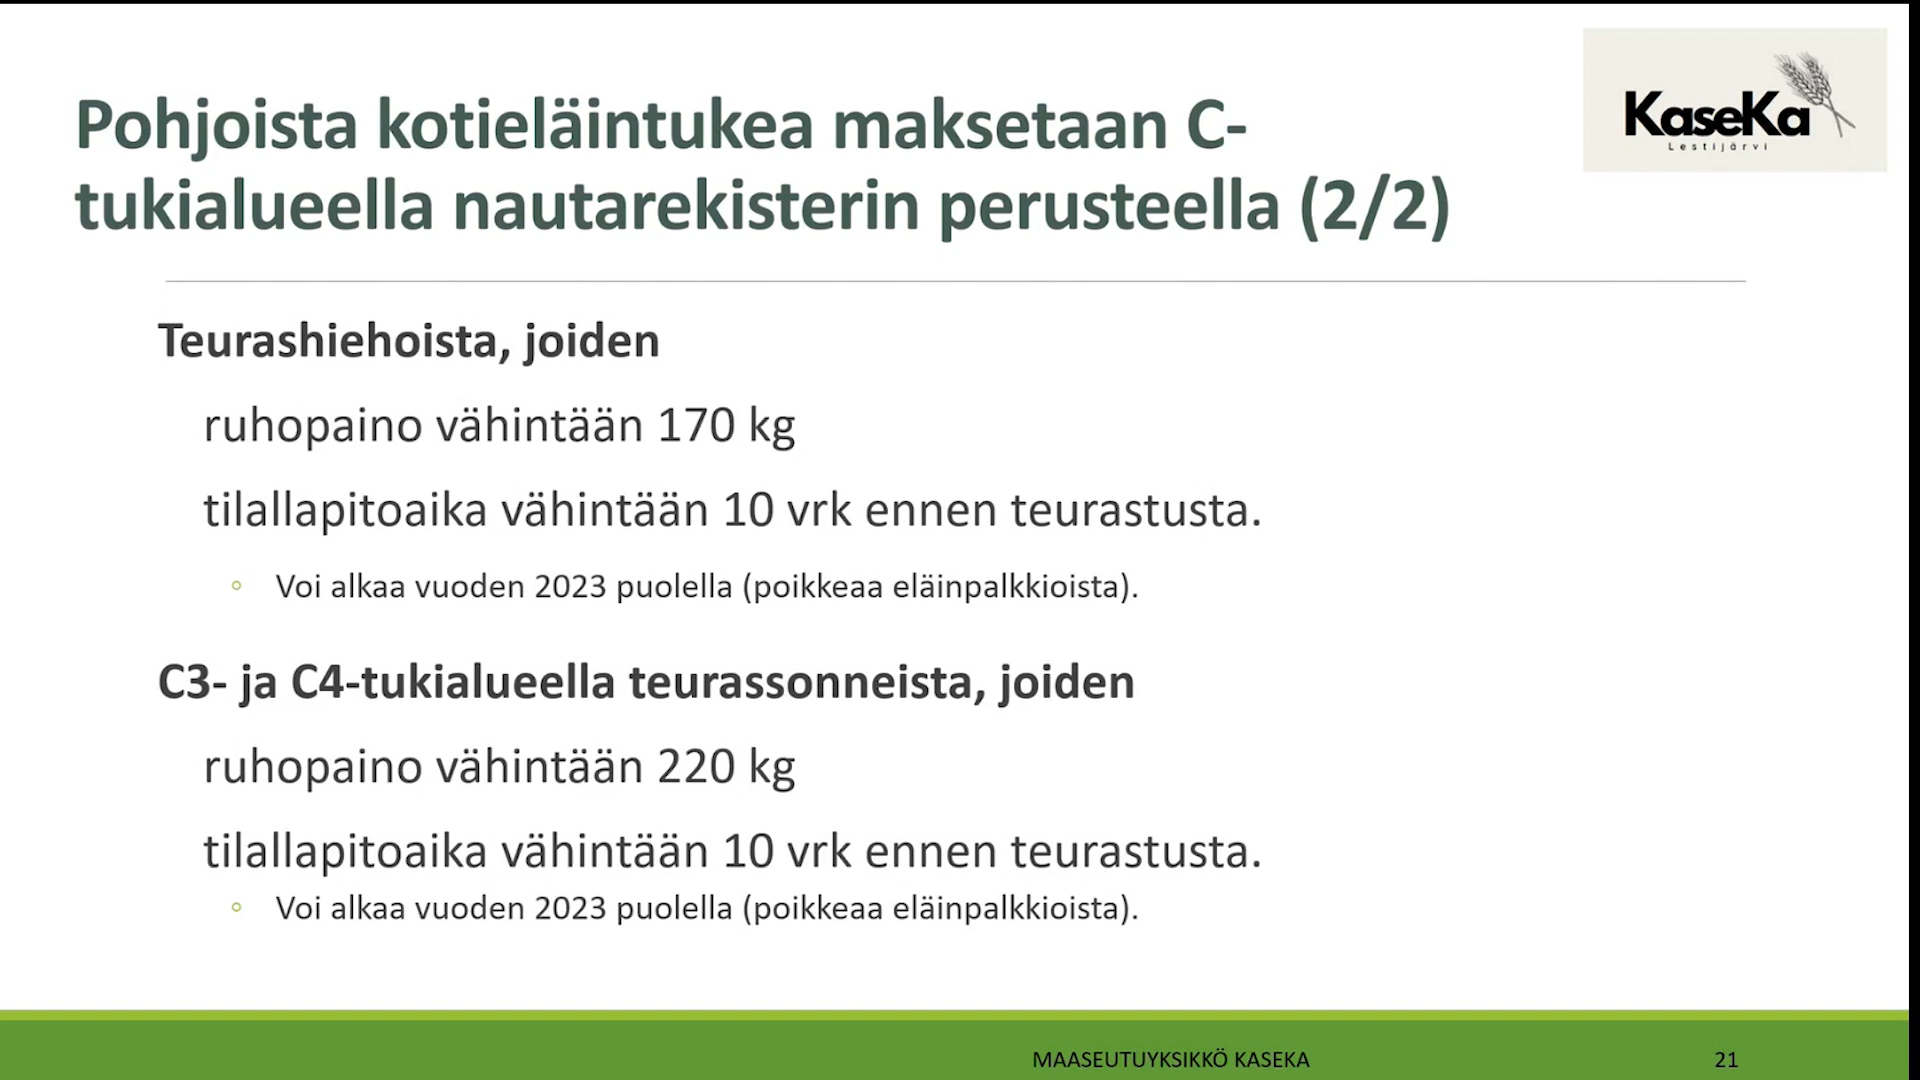 KaseKa
Lestijärvi
Pohjoista kotieläintukea maksetaan C-
tukialueella nautarekisterin perusteella (2/2)
Teurashiehoista, joiden
ruhopaino vähintään 170 kg
tilallapitoaika vähintään 10 vrk ennen teurastusta.
◦ Voi alkaa vuoden 2023 puolella (poikkeaa eläinpalkkioista).
C3- ja C4-tukialueella teurassonneista, joiden
ruhopaino vähintään 220 kg
tilallapitoaika vähintään 10 vrk ennen teurastusta.
◦ Voi alkaa vuoden 2023 puolella (poikkeaa eläinpalkkioista).
MAASEUTUYKSIKKÖ KASEKA
21